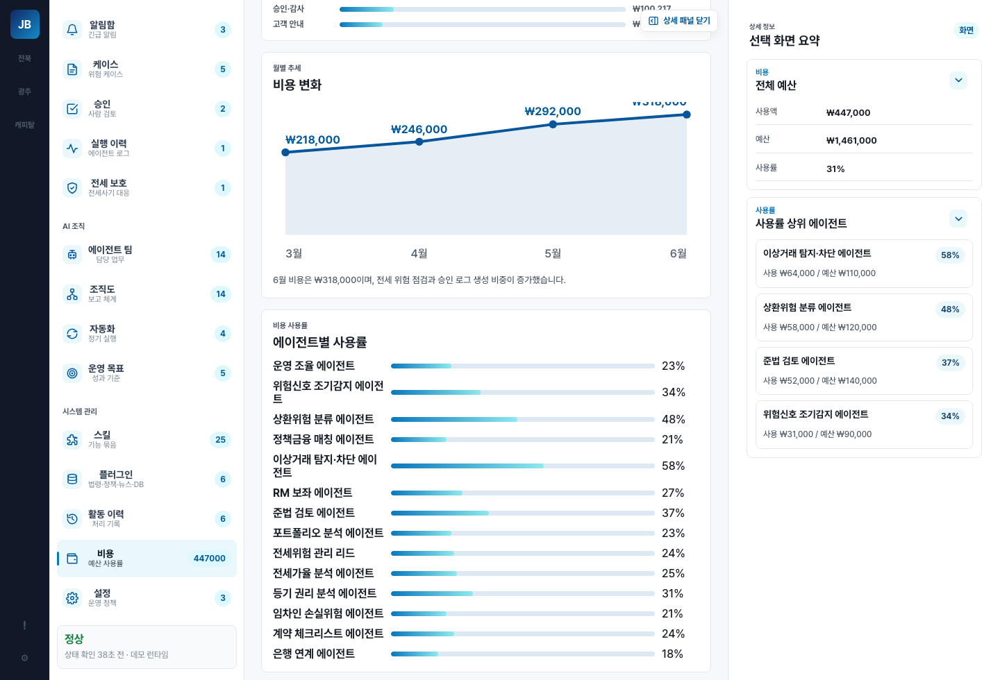 JB
전북
광주
캐피탈
!
알림함
긴급 알림
3
케이스
위험 케이스
5
승인
사람 검토
2
실행 이력
에이전트 로그
1
전세 보호
전세사기 대응
1
AI 조직
에이전트 팀
담당 업무
14
조직도
보고 체계
14
자동화
정기 실행
4
운영 목표
성과 기준
5
시스템 관리
스킬
기능 묶음
25
플러그인
법령·정책·뉴스·DB
6
활동 이력
처리 기록
6
비용
예산 사용률
447000
설정
운영 정책
3
정상
상태 확인 38초 전 · 데모 런타임
승인·감사
₩100,217
고객 안내
₩
상세 패널 닫기
월별 추세
비용 변화
₩218,000
₩246,000
₩292,000
₩318,000
3월
4월
5월
6월
6월 비용은 ₩318,000이며, 전세 위험 점검과 승인 로그 생성 비중이 증가했습니다.
비용 사용률
에이전트별 사용률
운영 조율 에이전트 23%
위험신호 조기감지 에이전
트 34%
상환위험 분류 에이전트 48%
정책금융 매칭 에이전트 21%
이상거래 탐지·차단 에이
전트 58%
RM 보좌 에이전트 27%
준법 검토 에이전트 37%
포트폴리오 분석 에이전트 23%
전세위험 관리 리드 24%
전세가율 분석 에이전트 25%
등기 권리 분석 에이전트 31%
임차인 손실위험 에이전트 21%
계약 체크리스트 에이전트 24%
은행 연계 에이전트 18%
상세 정보
선택 화면 요약
화면
비용
전체 예산
사용액 ₩447,000
예산 ₩1,461,000
사용률 31%
사용률
사용률 상위 에이전트
이상거래 탐지·차단 에이전트 58%
사용 ₩64,000 / 예산 ₩110,000
상환위험 분류 에이전트 48%
사용 ₩58,000 / 예산 ₩120,000
준법 검토 에이전트 37%
사용 ₩52,000 / 예산 ₩140,000
위험신호 조기감지 에이전트 34%
사용 ₩31,000 / 예산 ₩90,000